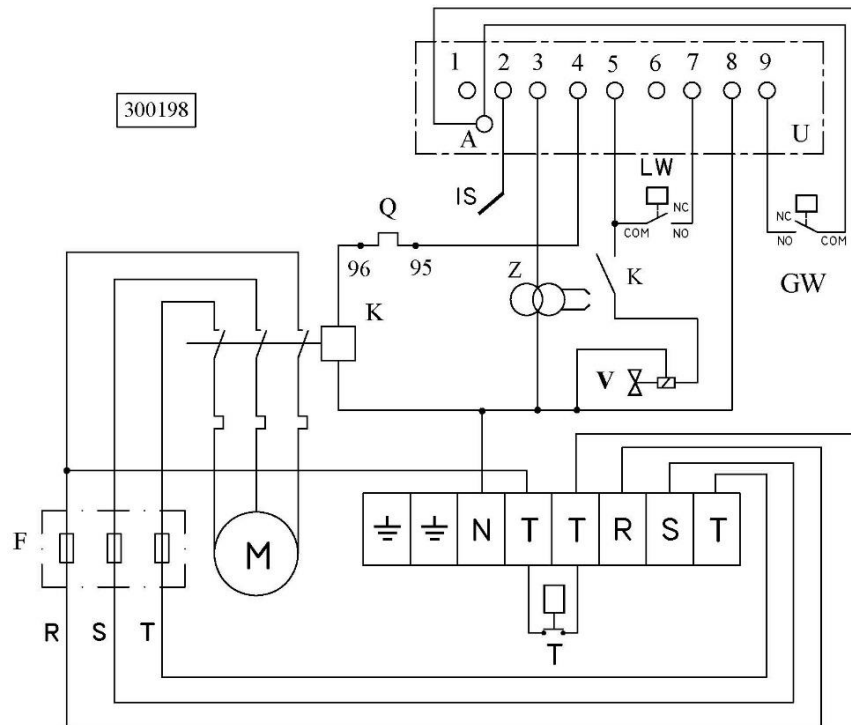 300198
1 2 3 4 5 6 7 8 9
A
U
LW
IS
NC
COM NO
Q
96 95
Z
K
NC
NO COM
GW
K
V
F
M
N T T R S T
R S T
T